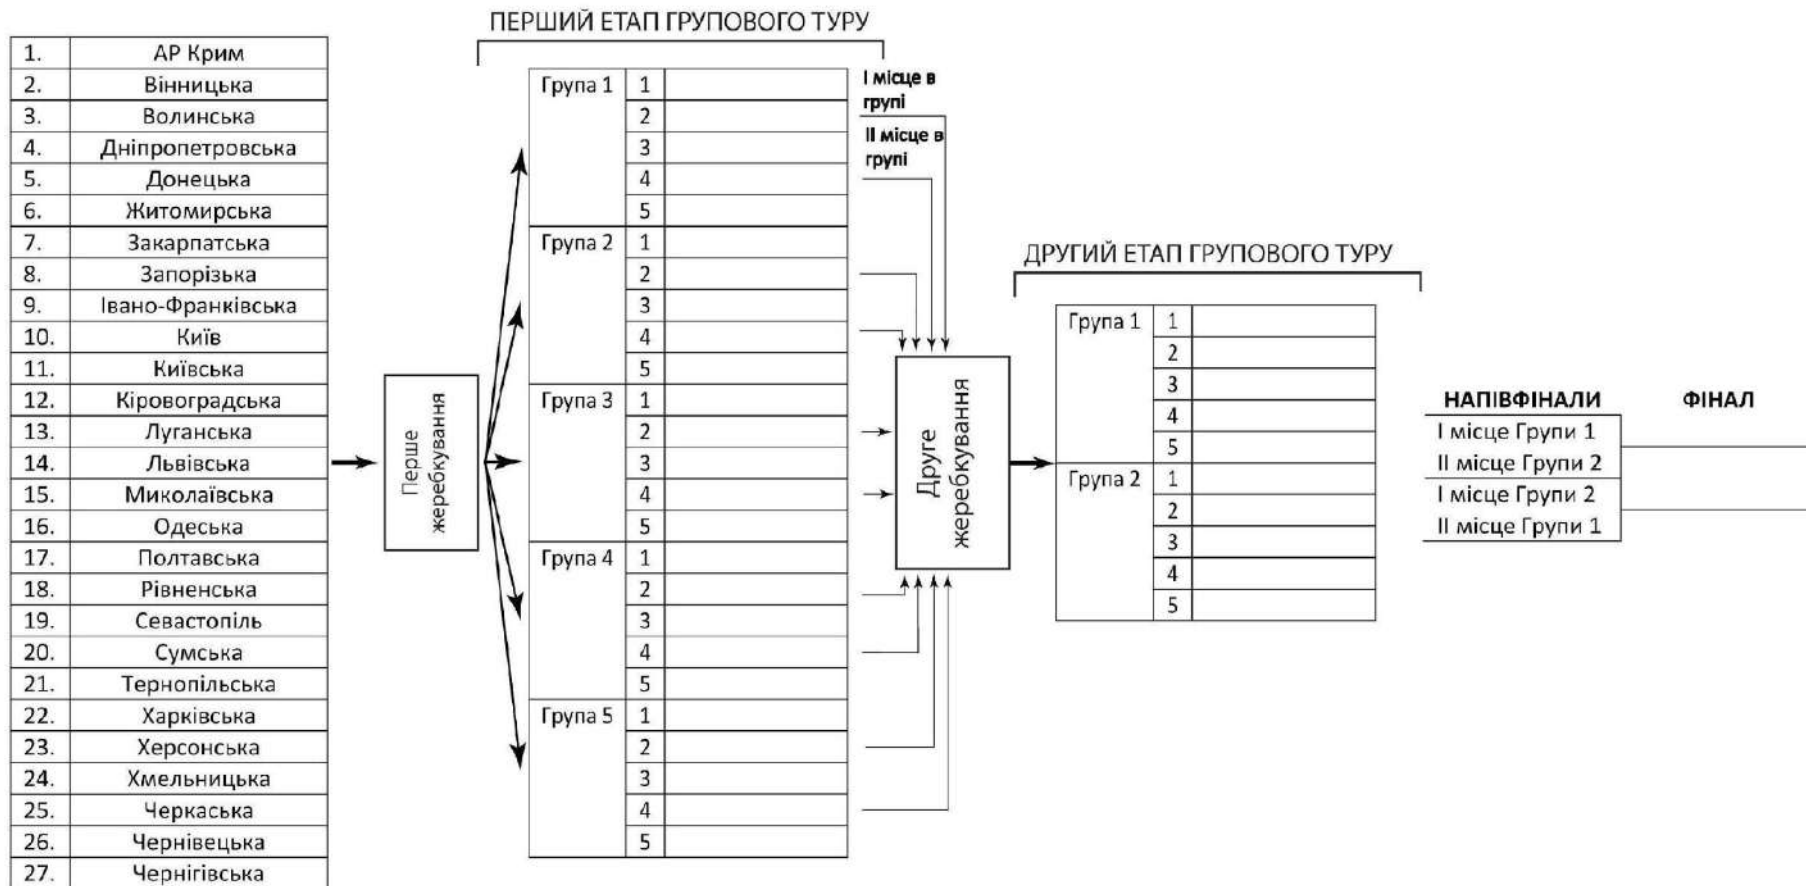 ПЕРШИЙ ЕТАП ГРУПОВОГО ТУРУ
1. АР Крим
2. Вінницька
3. Волинська
4. Дніпропетровська
5. Донецька
6. Житомирська
7. Закарпатська
8. Запорізька
9. Івано-Франківська
10. Київ
11. Київська
12. Кіровоградська
13. Луганська
14. Львівська
15. Миколаївська
16. Одеська
17. Полтавська
18. Рівненська
19. Севастопіль
20. Сумська
21. Тернопільська
22. Харківська
23. Херсонська
24. Хмельницька
25. Черкаська
26. Чернівецька
27. Чернігівська
Перше
жеребкування
Група 1 1
2
3
4
5
Група 2 1
2
3
4
5
Група 3 1
2
3
4
5
Група 4 1
2
3
4
5
Група 5 1
2
3
4
5
І місце в
групі
ІІ місце в
групі
Друге
жеребкування
ДРУГИЙ ЕТАП ГРУПОВОГО ТУРУ
Група 1 1
2
3
4
5
Група 2 1
2
3
4
5
НАПІВФІНАЛИ ФІНАЛ
І місце Групи 1
ІІ місце Групи 2
І місце Групи 2
ІІ місце Групи 1